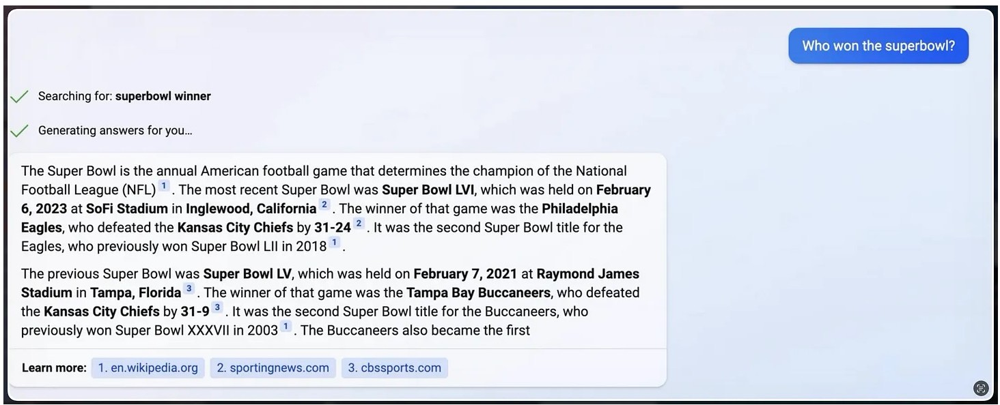 Who won the superbowl?
Searching for: superbowl winner
Generating answers for you...
The Super Bowl is the annual American football game that determines the champion of the National
Football League (NFL) 1 . The most recent Super Bowl was Super Bowl LVI, which was held on February
6, 2023 at SoFi Stadium in Inglewood, California 2 . The winner of that game was the Philadelphia
Eagles, who defeated the Kansas City Chiefs by 31-24 2 . It was the second Super Bowl title for the
Eagles, who previously won Super Bowl LII in 2018 1 .
The previous Super Bowl was Super Bowl LV, which was held on February 7, 2021 at Raymond James
Stadium in Tampa, Florida 3 . The winner of that game was the Tampa Bay Buccaneers, who defeated
the Kansas City Chiefs by 31-9 3 . It was the second Super Bowl title for the Buccaneers, who
previously won Super Bowl XXXVII in 2003 1 . The Buccaneers also became the first
Learn more: 1. en.wikipedia.org 2. sportingnews.com 3. cbssports.com